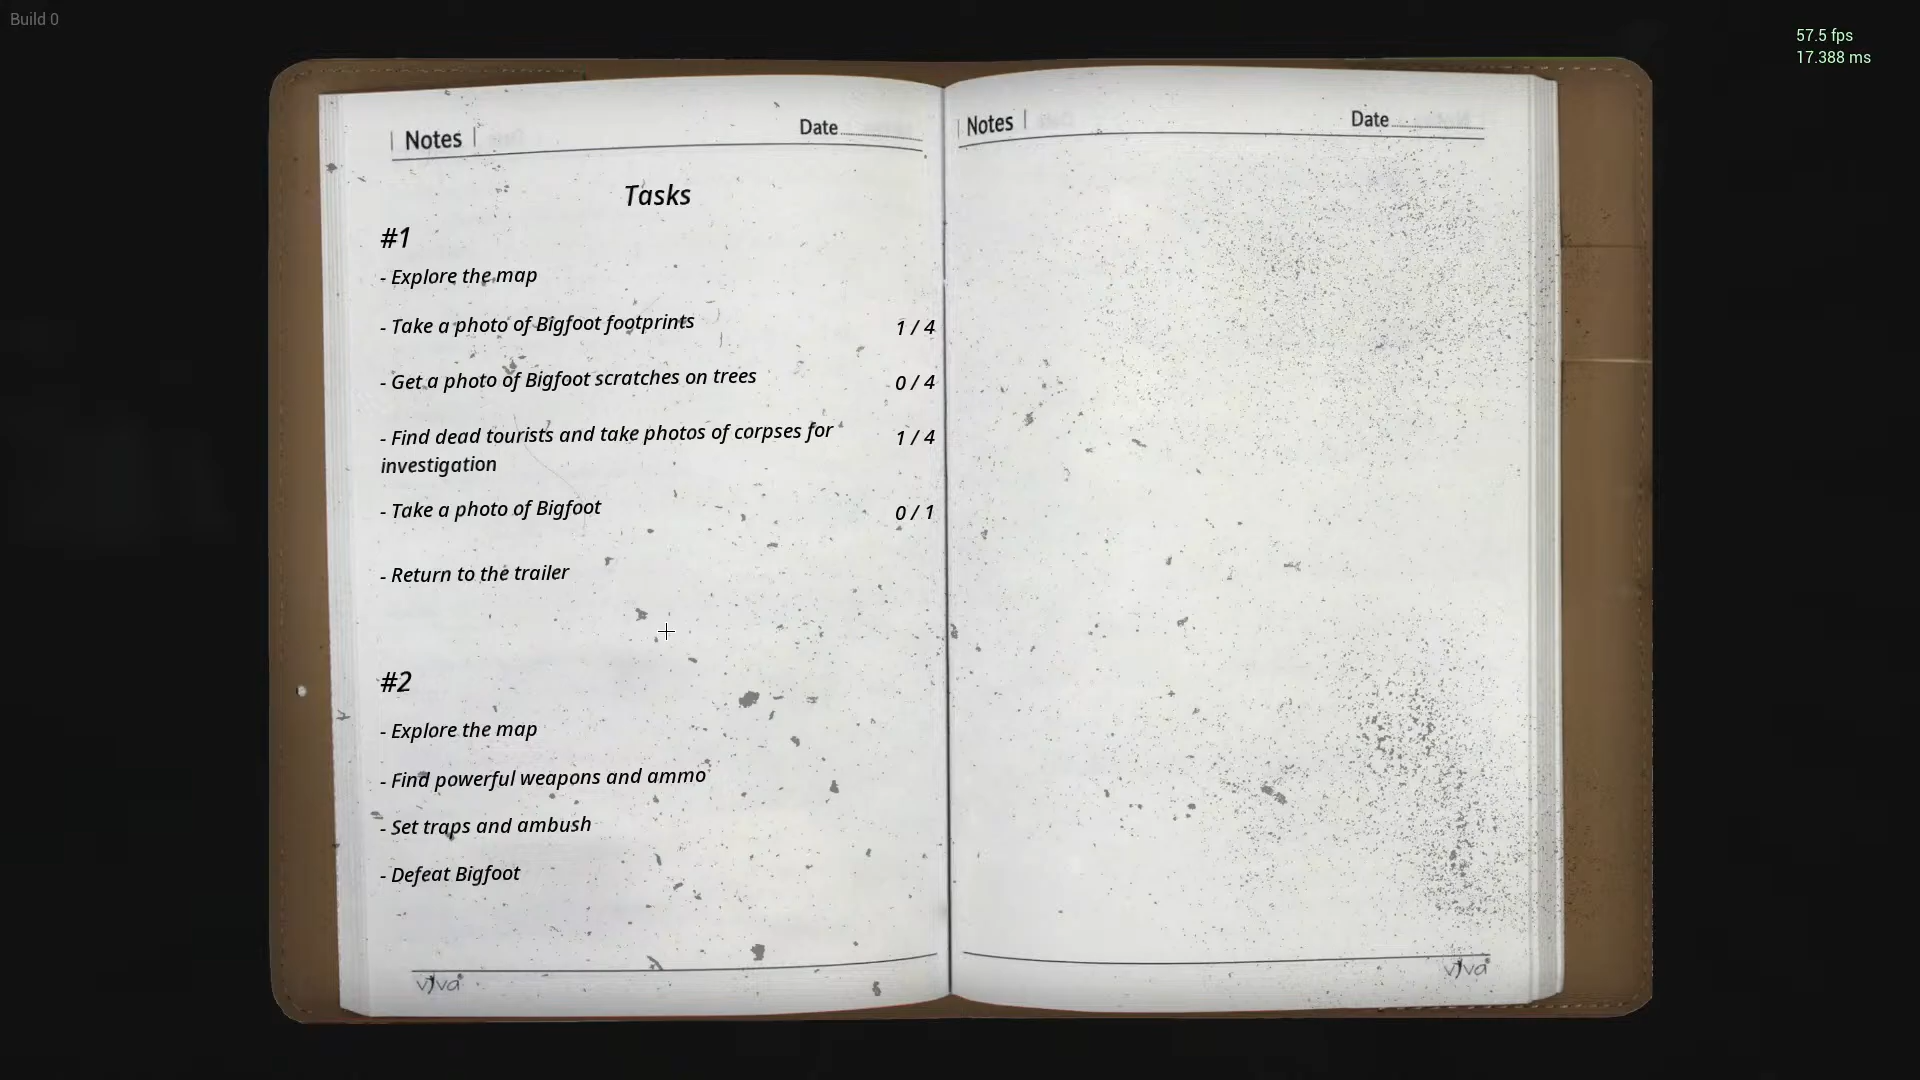 Build 0
57.5 fps
17.388 ms
Notes
Date
Notes
Date
Tasks
#1
- Explore the map
- Take a photo of Bigfoot footprints 1 / 4
- Get a photo of Bigfoot scratches on trees 0 / 4
- Find dead tourists and take photos of corpses for 1 / 4
investigation
- Take a photo of Bigfoot 0 / 1
- Return to the trailer
#2
- Explore the map
- Find powerful weapons and ammo
- Set traps and ambush
- Defeat Bigfoot
viva
viva